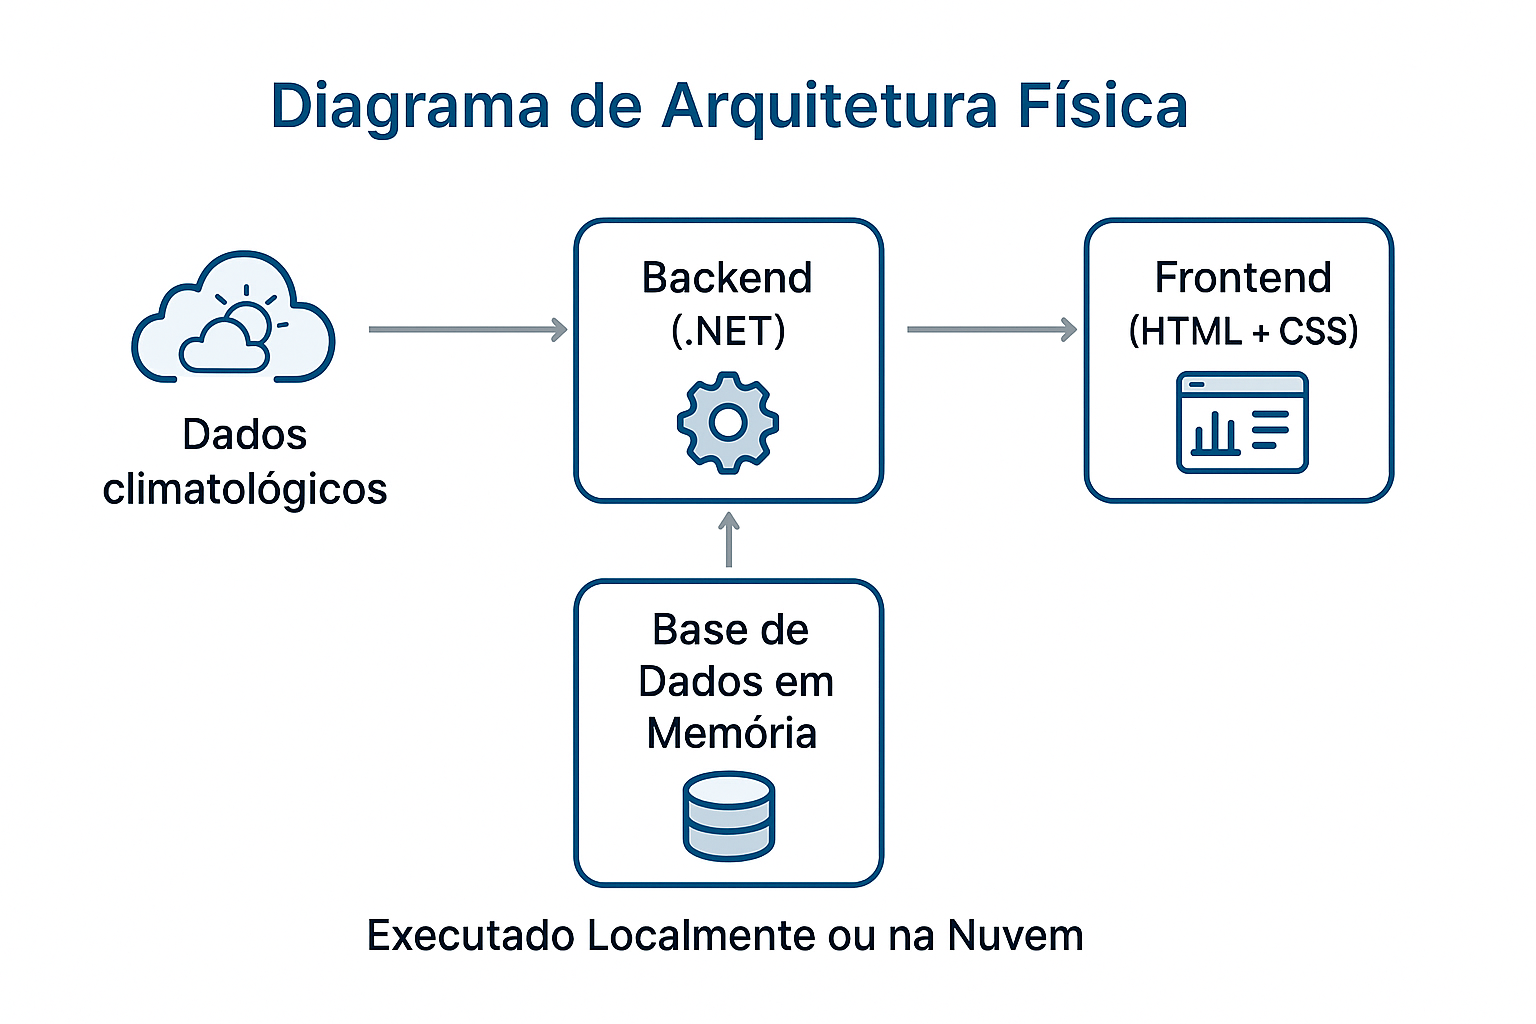 Diagrama de Arquitetura Física
Backend
(.NET)
Frontend
(HTML + CSS)
Dados
climatológicos
Base de
Dados em
Memória
Executado Localmente ou na Nuvem